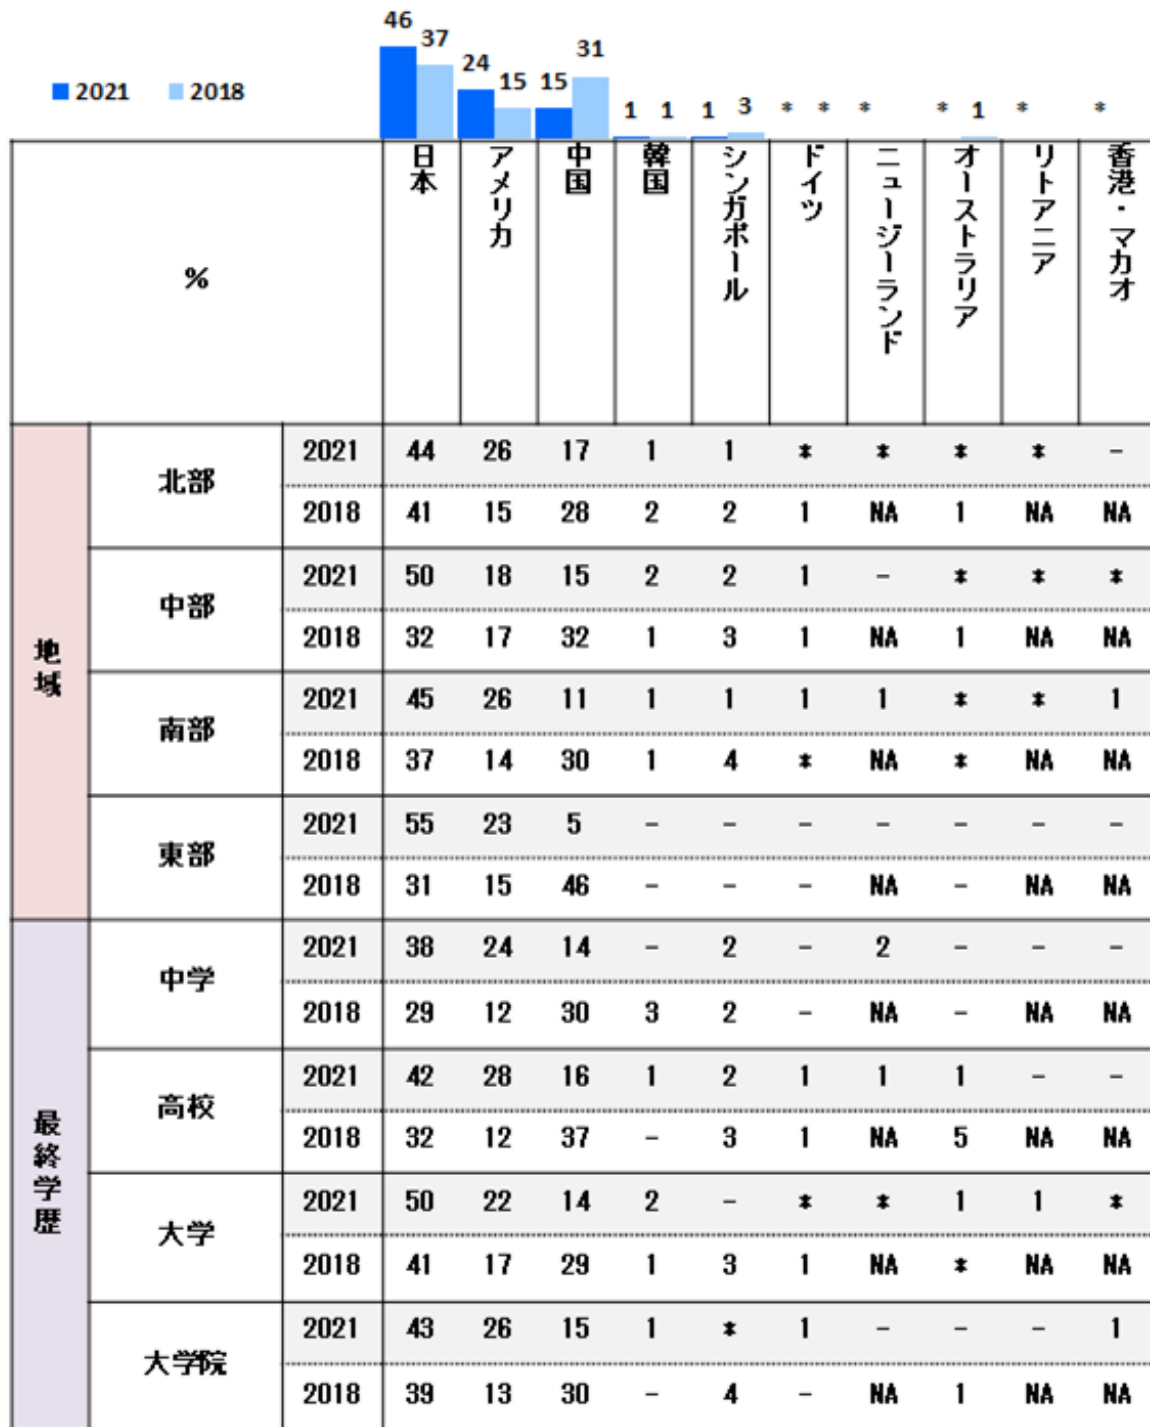 46 37 24 15 15 31 1 1 1 3 * * * * 1 * *
2021 2018
% 日本 アメリカ 中国 韓国 シンガポール ドイツ ニュージーランド オーストラリア リトアニア 香港・マカオ
地域
北部
2021 44 26 17 1 1 * * * * -
2018 41 15 28 2 2 1 NA 1 NA NA
中部
2021 50 18 15 2 2 1 - * * *
2018 32 17 32 1 3 1 NA 1 NA NA
南部
2021 45 26 11 1 1 1 1 * * 1
2018 37 14 30 1 4 * NA * NA NA
東部
2021 55 23 5 - - - - - - -
2018 31 15 46 - - - NA - NA NA
最終学歴
中学
2021 38 24 14 - 2 - 2 - - -
2018 29 12 30 3 2 - NA - NA NA
高校
2021 42 28 16 1 2 1 1 1 - -
2018 32 12 37 - 3 1 NA 5 NA NA
大学
2021 50 22 14 2 - * * 1 1 *
2018 41 17 29 1 3 1 NA * NA NA
大学院
2021 43 26 15 1 * 1 - - - 1
2018 39 13 30 - 4 - NA 1 NA NA